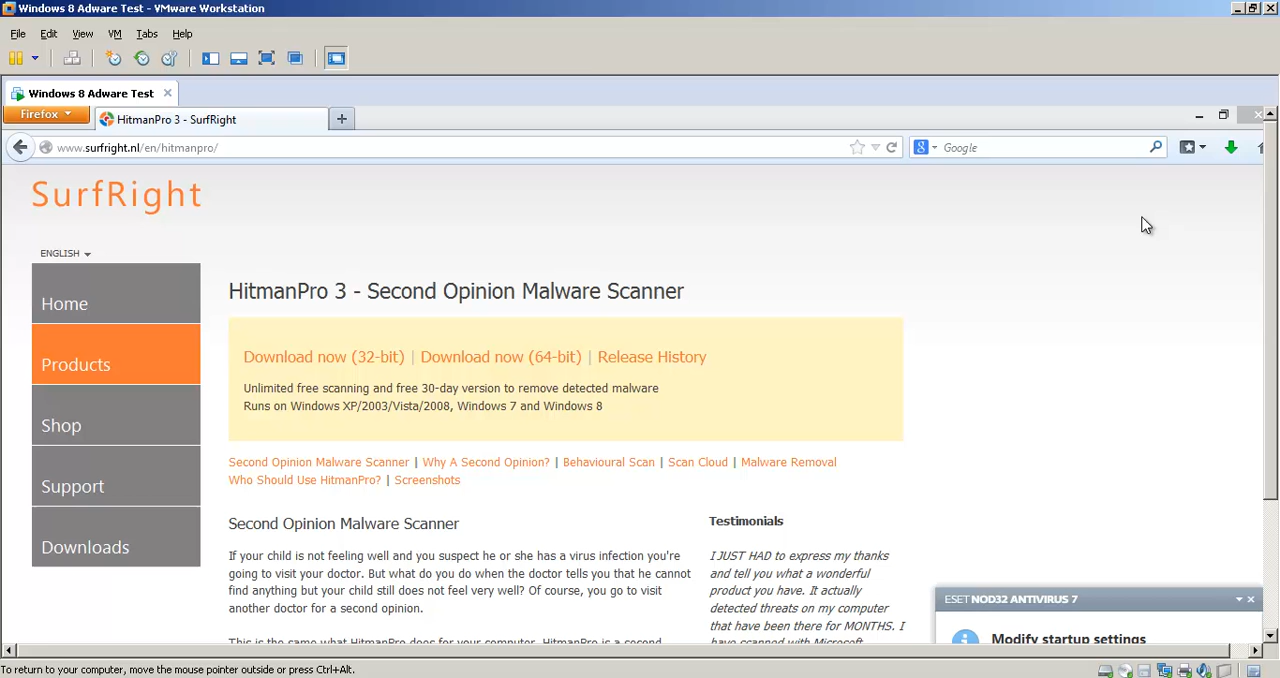 Windows 8 Adware Test - VMware Workstation
File Edit View VM Tabs Help
Windows 8 Adware Test
Firefox
HitmanPro 3 - SurfRight
www.surfright.nl/en/hitmanpro/
Google
SurfRight
ENGLISH
Home
Products
Shop
Support
Downloads
HitmanPro 3 - Second Opinion Malware Scanner
Download now (32-bit) | Download now (64-bit) | Release History
Unlimited free scanning and free 30-day version to remove detected malware
Runs on Windows XP/2003/Vista/2008, Windows 7 and Windows 8
Second Opinion Malware Scanner | Why A Second Opinion? | Behavioural Scan | Scan Cloud | Malware Removal
Who Should Use HitmanPro? | Screenshots
Second Opinion Malware Scanner
If your child is not feeling well and you suspect he or she has a virus infection you're
going to visit your doctor. But what do you do when the doctor tells you that he cannot
find anything but your child still does not feel very well? Of course, you go to visit
another doctor for a second opinion.
This is the same what HitmanPro does for your computer. HitmanPro is a second
Testimonials
I JUST HAD to express my thanks
and tell you what a wonderful
product you have. It actually
detected threats on my computer
that have been there for MONTHS. I
have scanned with Microsoft
ESET NOD32 ANTIVIRUS 7
Modify startup settings
To return to your computer, move the mouse pointer outside or press Ctrl+Alt.